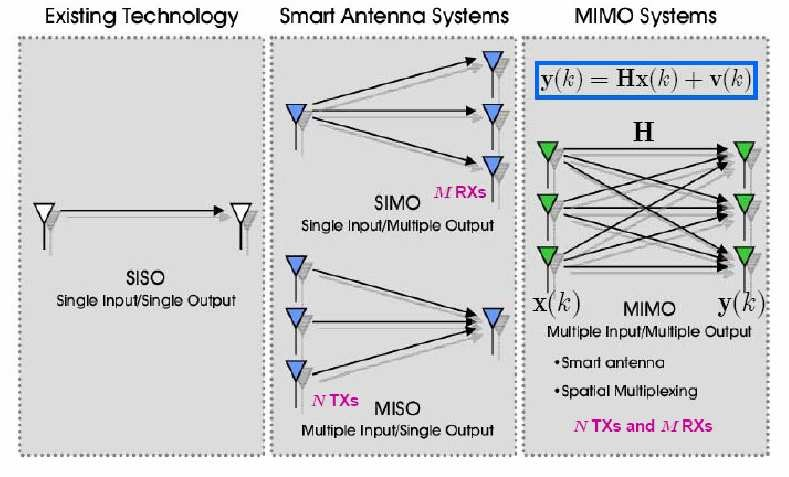 Existing Technology
Smart Antenna Systems
MIMO Systems
SISO
Single Input/Single Output
M RXs
SIMO
Single Input/Multiple Output
N TXs
MISO
Multiple Input/Single Output
y(k) = Hx(k) + v(k)
H
x(k)
y(k)
MIMO
Multiple Input/Multiple Output
•Smart antenna
•Spatial Multiplexing
N TXs and M RXs